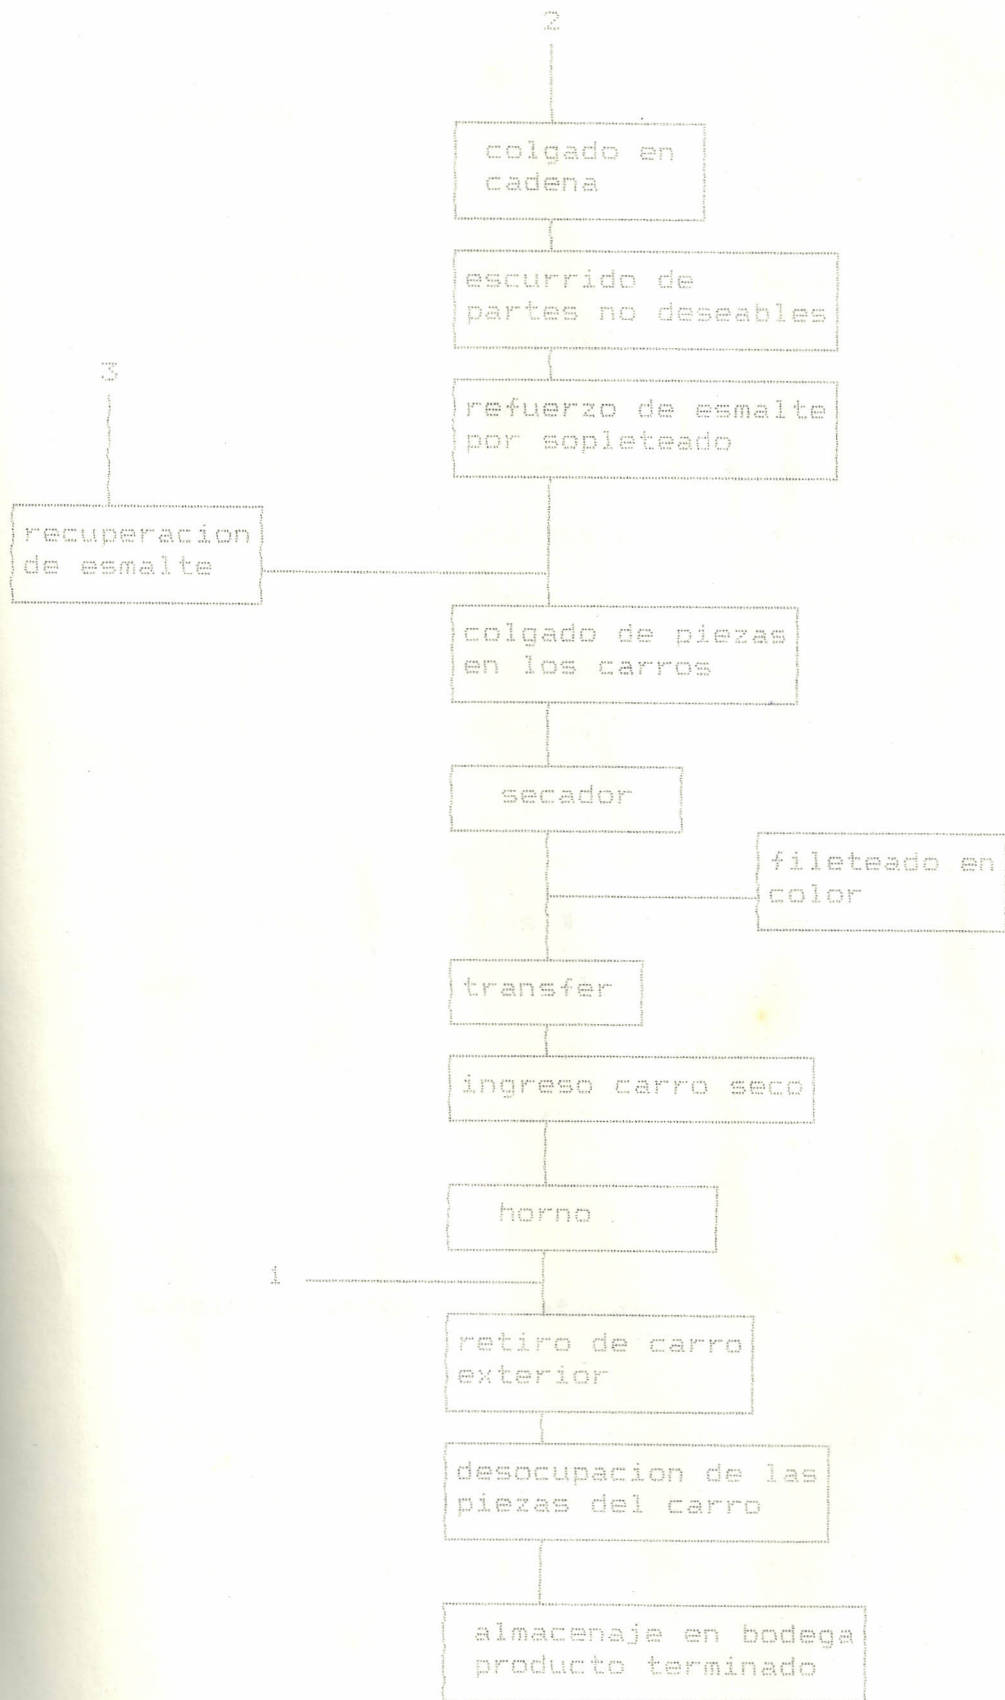 2
colgado en
cadena
escurrido de
partes no deseables
3
refuerzo de esmalte
por sopleteado
recuperacion
de esmalte
colgado de piezas
en los carros
secador
fileteado en
color
transfer
ingreso carro seco
horno
1
retiro de carro
exterior
desocupacion de las
piezas del carro
almacenaje en bodega
producto terminado